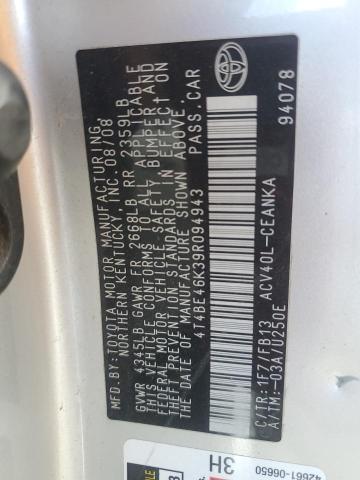 MFD.BY: TOYOTA MOTOR MANUFACTURING,
NORTHERN KENTUCKY, INC. 08/08
GVWR 4345LB GAWR FR 2668LB RR 2359LB
THIS VEHICLE CONFORMS TO ALL APPLICABLE
FEDERAL MOTOR VEHICLE SAFETY, BUMPER, AND
THEFT PREVENTION STANDARDS IN EFFECT ON
THE DATE OF MANUFACTURE SHOWN ABOVE.
4T4BE46K39R094943 PASS.CAR
TOYOTA
C/TR:1F7/FB13 ACV40L-CEANKA
A/TM:-03A/U250E 94078
42661-06650
3H